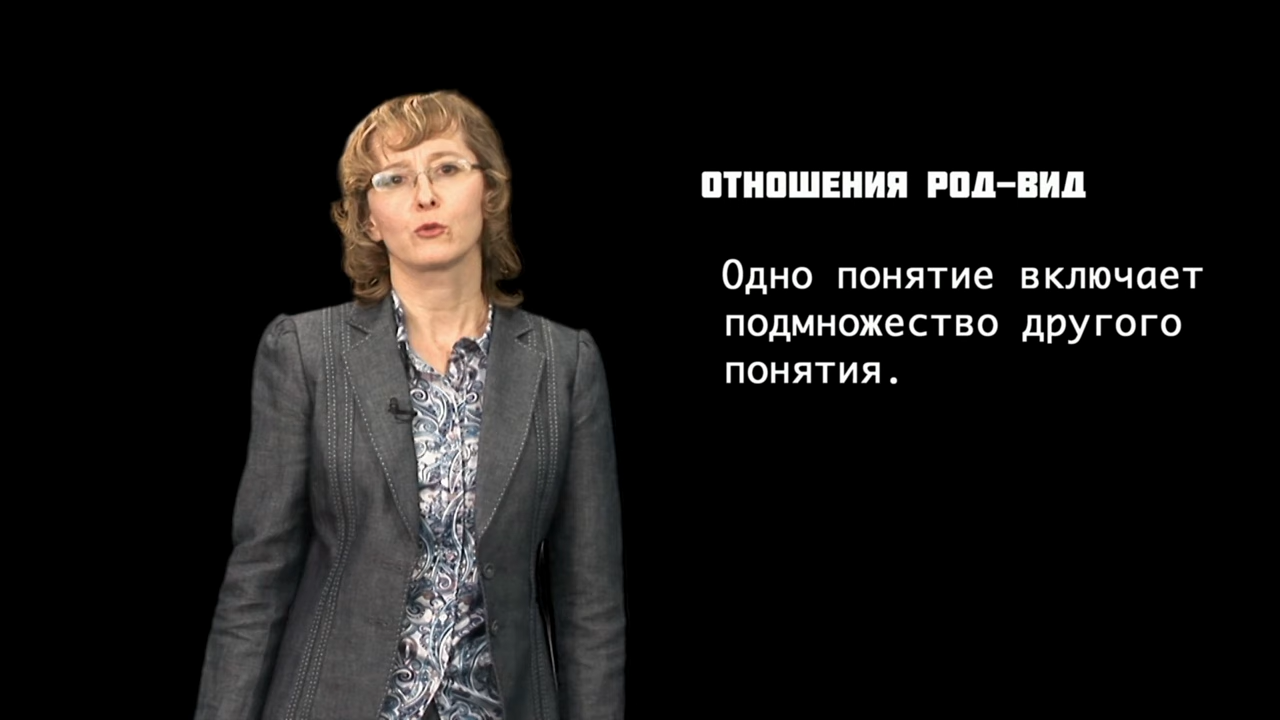 ОТНОШЕНИЯ РОД-ВИД
Одно понятие включает
подмножество другого
понятия.